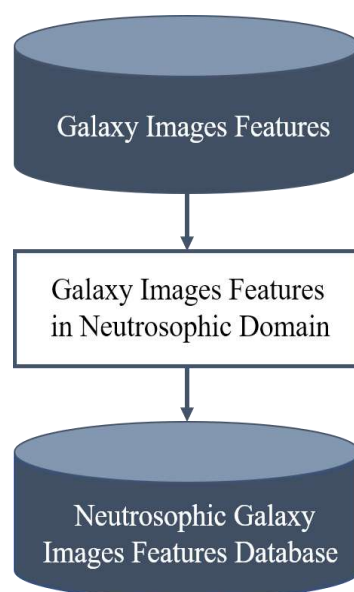 Galaxy Images Features
Galaxy Images Features
in Neutrosophic Domain
Neutrosophic Galaxy
Images Features Database